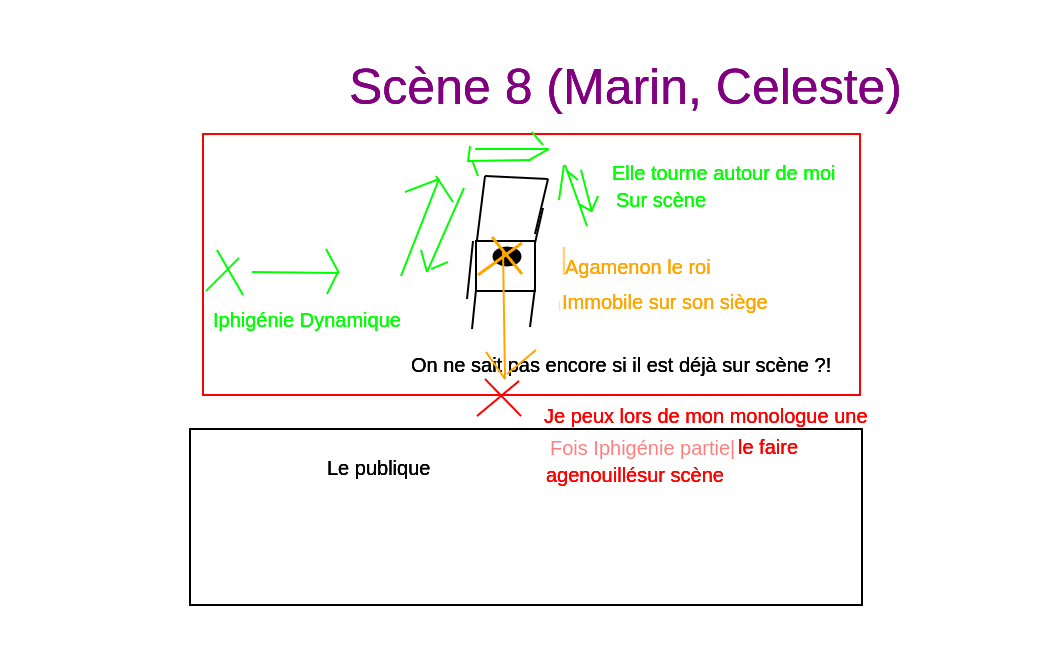 Scène 8 (Marin, Celeste)
Elle tourne autour de moi
Sur scène
Agamenon le roi
Immobile sur son siège
Iphigénie Dynamique
On ne sait pas encore si il est déjà sur scène ?!
Je peux lors de mon monologue une
Fois Iphigénie partie| le faire
agenouillésur scène
Le publique